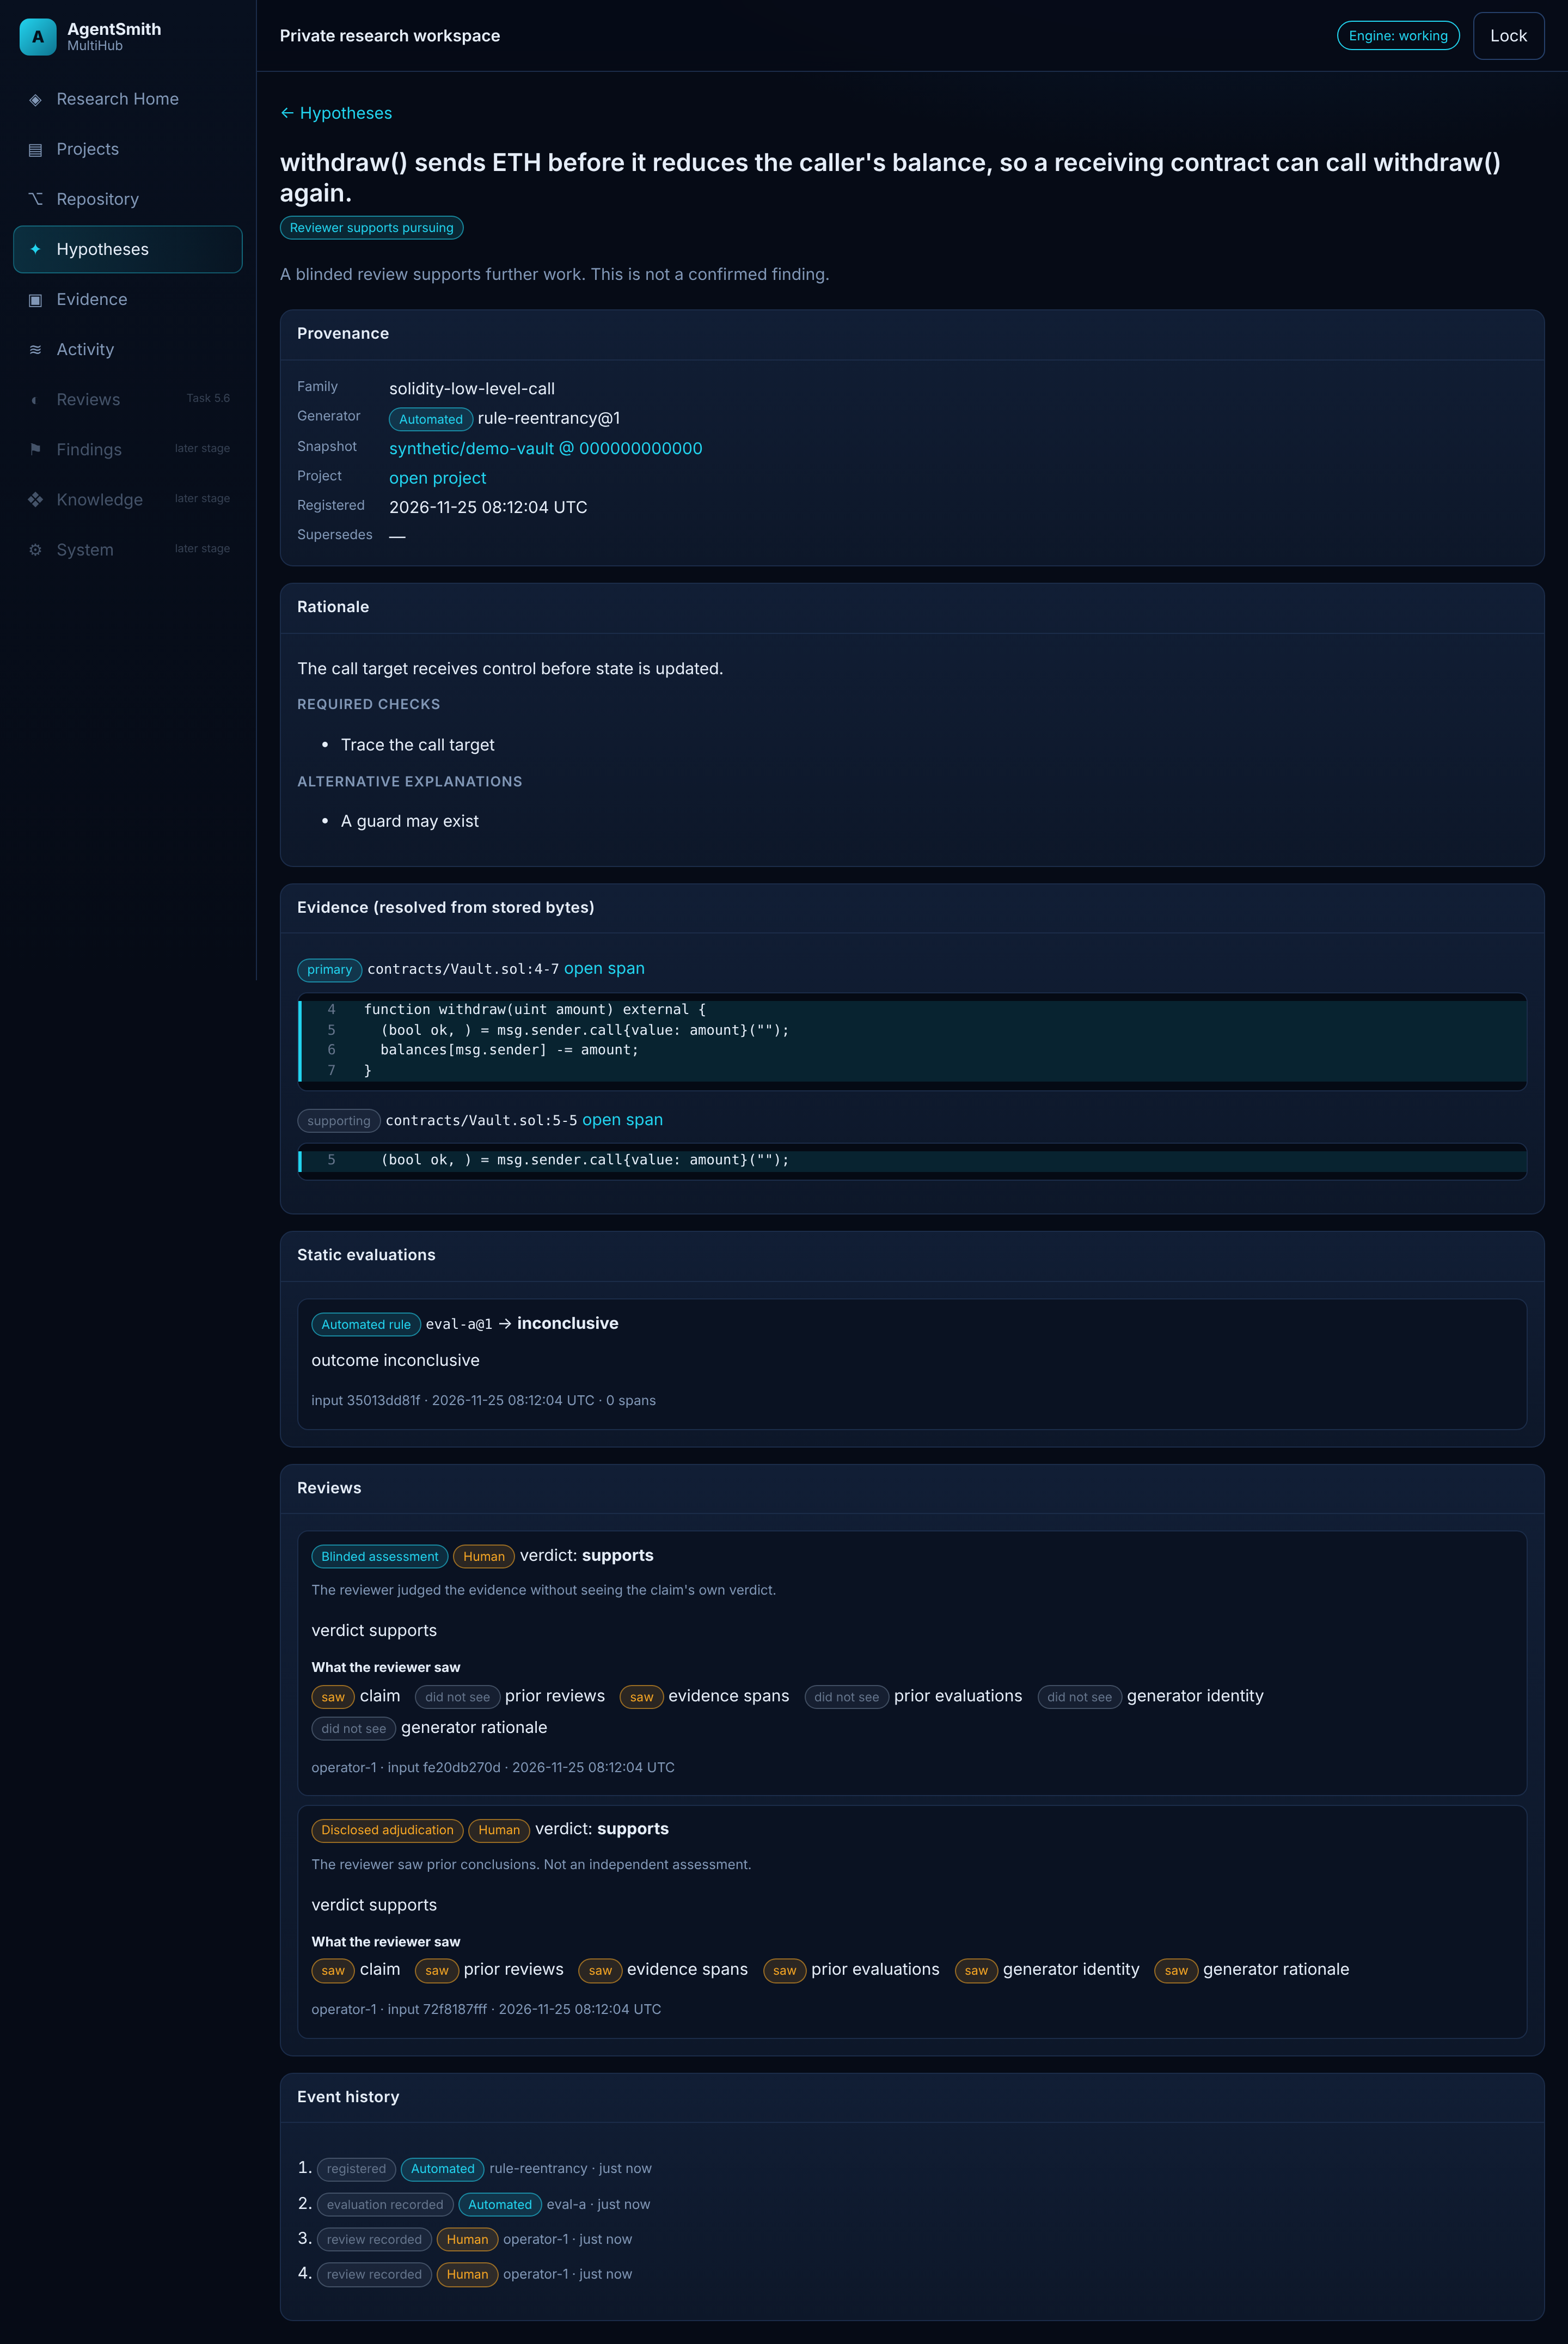 A
AgentSmith
MultiHub
Research Home
Projects
Repository
Hypotheses
Evidence
Activity
Reviews Task 5.6
Findings later stage
Knowledge later stage
System later stage
Private research workspace
Engine: working
Lock
← Hypotheses
withdraw() sends ETH before it reduces the caller's balance, so a receiving contract can call withdraw()
again.
Reviewer supports pursuing
A blinded review supports further work. This is not a confirmed finding.
Provenance
Family solidity-low-level-call
Generator Automated rule-reentrancy@1
Snapshot synthetic/demo-vault @ 000000000000
Project open project
Registered 2026-11-25 08:12:04 UTC
Supersedes —
Rationale
The call target receives control before state is updated.
REQUIRED CHECKS
• Trace the call target
ALTERNATIVE EXPLANATIONS
• A guard may exist
Evidence (resolved from stored bytes)
primary contracts/Vault.sol:4-7 open span
4 function withdraw(uint amount) external {
5 (bool ok, ) = msg.sender.call{value: amount}("");
6 balances[msg.sender] -= amount;
7 }
supporting contracts/Vault.sol:5-5 open span
5 (bool ok, ) = msg.sender.call{value: amount}("");
Static evaluations
Automated rule eval-a@1 → inconclusive
outcome inconclusive
input 35013dd81f · 2026-11-25 08:12:04 UTC · 0 spans
Reviews
Blinded assessment Human verdict: supports
The reviewer judged the evidence without seeing the claim's own verdict.
verdict supports
What the reviewer saw
saw claim did not see prior reviews saw evidence spans did not see prior evaluations did not see generator identity
did not see generator rationale
operator-1 · input fe20db270d · 2026-11-25 08:12:04 UTC
Disclosed adjudication Human verdict: supports
The reviewer saw prior conclusions. Not an independent assessment.
verdict supports
What the reviewer saw
saw claim saw prior reviews saw evidence spans saw prior evaluations saw generator identity saw generator rationale
operator-1 · input 72f8187fff · 2026-11-25 08:12:04 UTC
Event history
1. registered Automated rule-reentrancy · just now
2. evaluation recorded Automated eval-a · just now
3. review recorded Human operator-1 · just now
4. review recorded Human operator-1 · just now